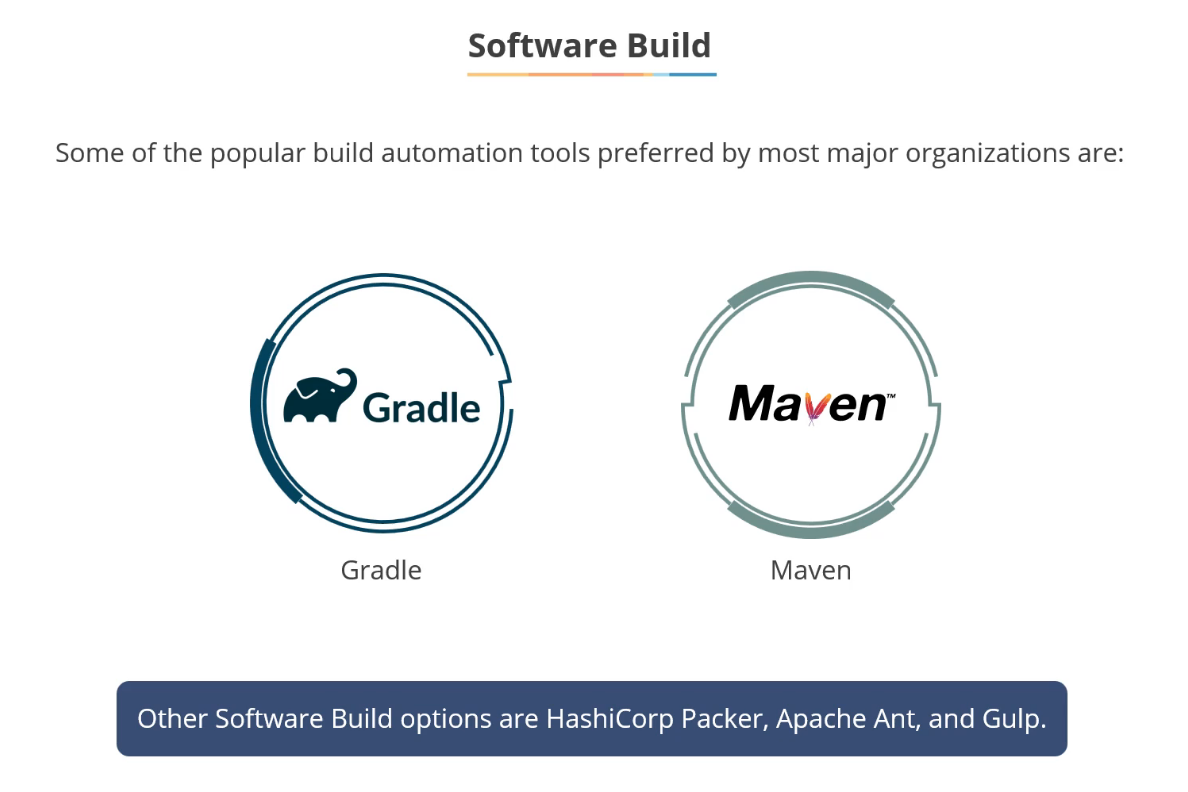 Software Build
Some of the popular build automation tools preferred by most major organizations are:
Gradle
Maven™
Gradle
Maven
Other Software Build options are HashiCorp Packer, Apache Ant, and Gulp.